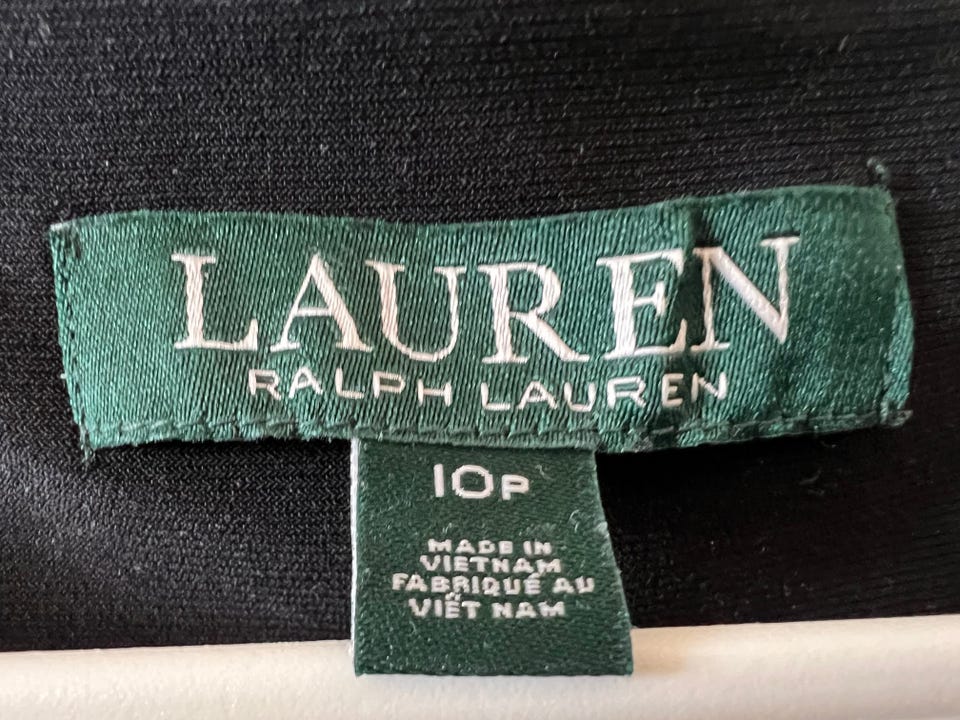 LAUREN
RALPH LAUREN
10P
MADE IN
VIETNAM
FABRIQUÉ AU
VIÊT NAM